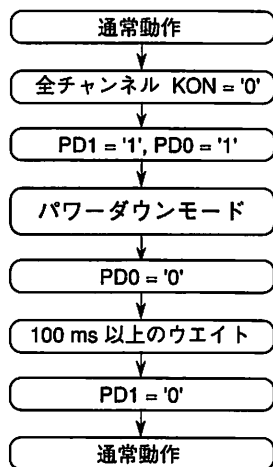 通常動作
全チャンネル KON = '0'
PD1 = '1', PD0 = '1'
パワーダウンモード
PD0 = '0'
100 ms 以上のウエイト
PD1 = '0'
通常動作